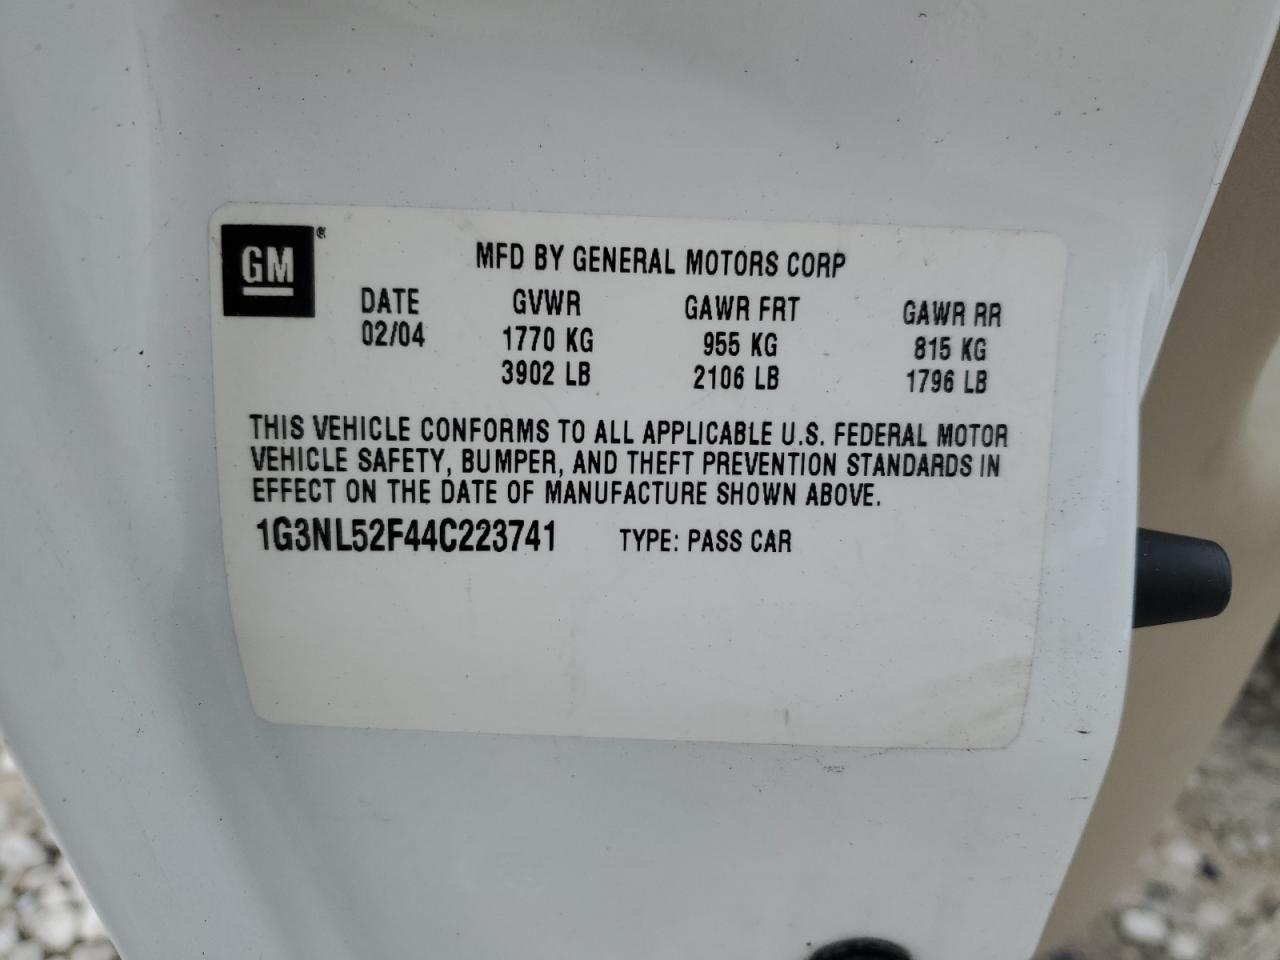 GM®
MFD BY GENERAL MOTORS CORP
DATE GVWR GAWR FRT GAWR RR
02/04 1770 KG 955 KG 815 KG
3902 LB 2106 LB 1796 LB
THIS VEHICLE CONFORMS TO ALL APPLICABLE U.S. FEDERAL MOTOR
VEHICLE SAFETY, BUMPER, AND THEFT PREVENTION STANDARDS IN
EFFECT ON THE DATE OF MANUFACTURE SHOWN ABOVE.
1G3NL52F44C223741 TYPE: PASS CAR